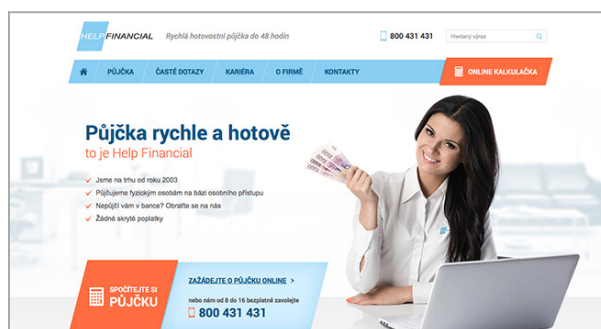 HELP FINANCIAL
Rychlá hotovostní půjčka do 48 hodin
800 431 431
Hledaný výraz
PŮJČKA
ČASTÉ DOTAZY
KARIÉRA
O FIRMĚ
KONTAKTY
ONLINE KALKULAČKA
Půjčka rychle a hotově
to je Help Financial
Jsme na trhu od roku 2003
Půjčujeme fyzickým osobám na bázi osobního přístupu
Nepůjčí vám v bance? Obraťte se na nás
Žádné skryté poplatky
SPOČÍTEJTE SI
PŮJČKU
ZAŽÁDEJTE O PŮJČKU ONLINE >
nebo nám od 8 do 16 bezplatně zavolejte
800 431 431